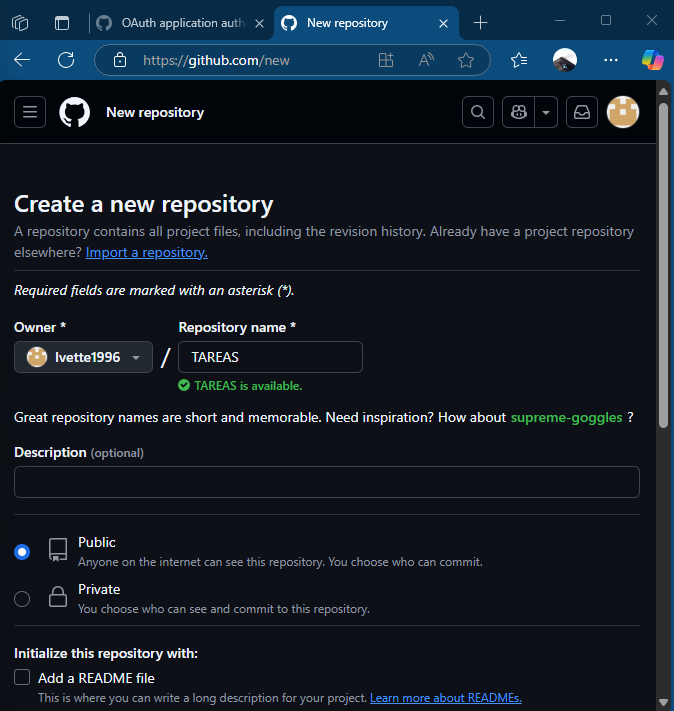 OAuth application auth
New repository
https://github.com/new
New repository
Create a new repository
A repository contains all project files, including the revision history. Already have a project repository
elsewhere? Import a repository.
Required fields are marked with an asterisk (*).
Owner *
Repository name *
Ivette1996
/
TAREAS
TAREAS is available.
Great repository names are short and memorable. Need inspiration? How about supreme-goggles ?
Description (optional)
Public
Anyone on the internet can see this repository. You choose who can commit.
Private
You choose who can see and commit to this repository.
Initialize this repository with:
Add a README file
This is where you can write a long description for your project. Learn more about READMEs.